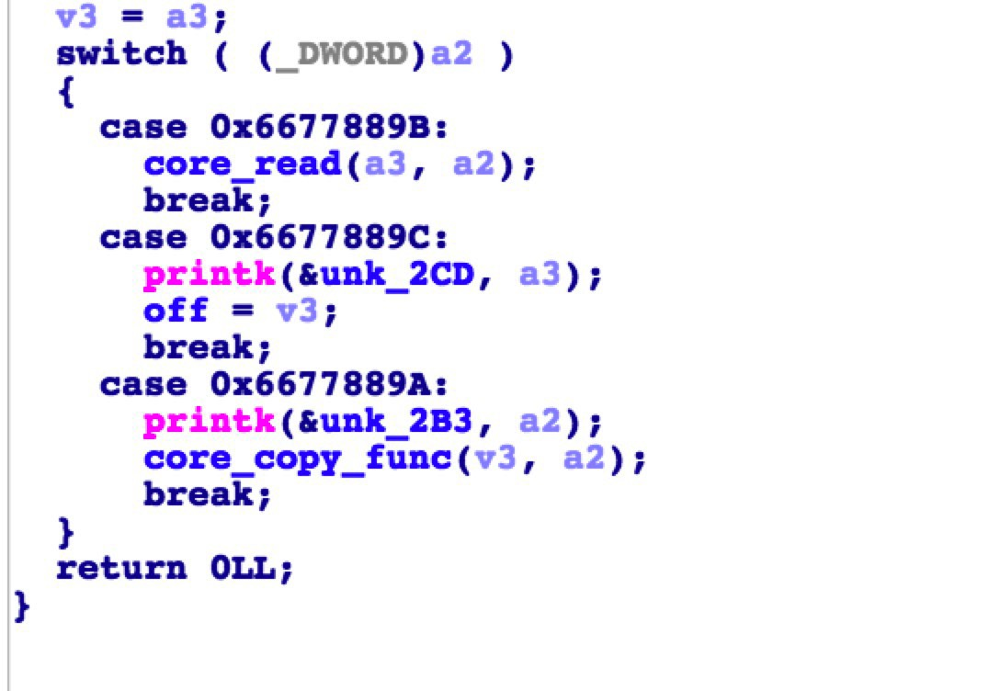 v3 = a3;
switch ( (_DWORD)a2 )
{
case 0x6677889B:
core_read(a3, a2);
break;
case 0x6677889C:
printk(&unk_2CD, a3);
off = v3;
break;
case 0x6677889A:
printk(&unk_2B3, a2);
core_copy_func(v3, a2);
break;
}
return 0LL;
}